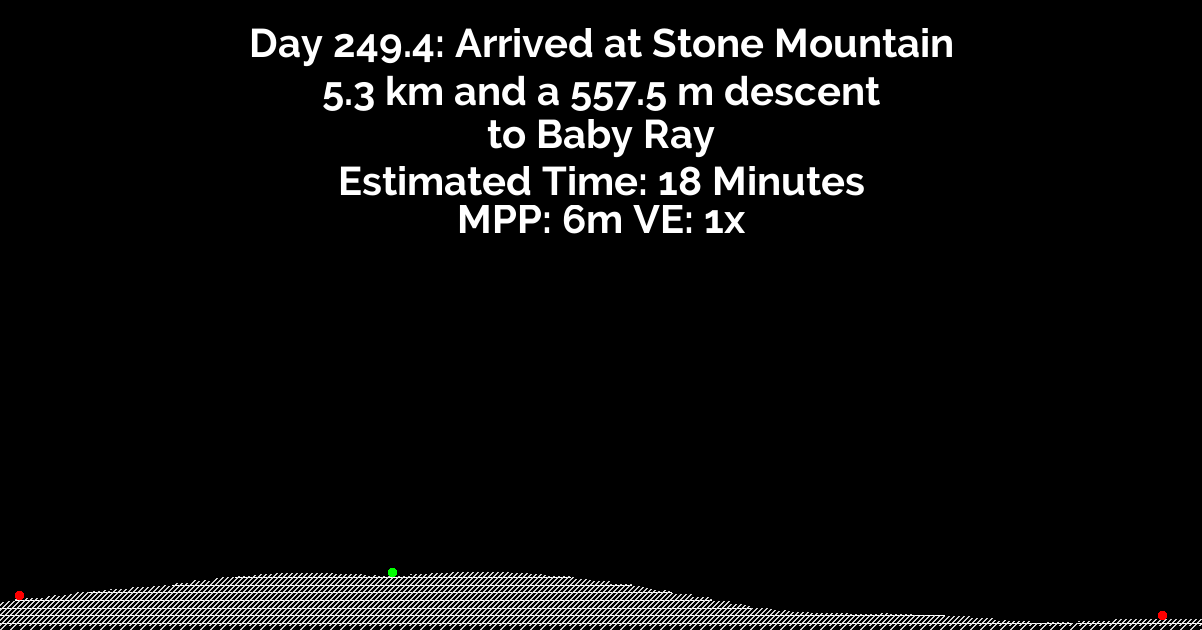 Day 249.4: Arrived at Stone Mountain
5.3 km and a 557.5 m descent
to Baby Ray
Estimated Time: 18 Minutes
MPP: 6m VE: 1x